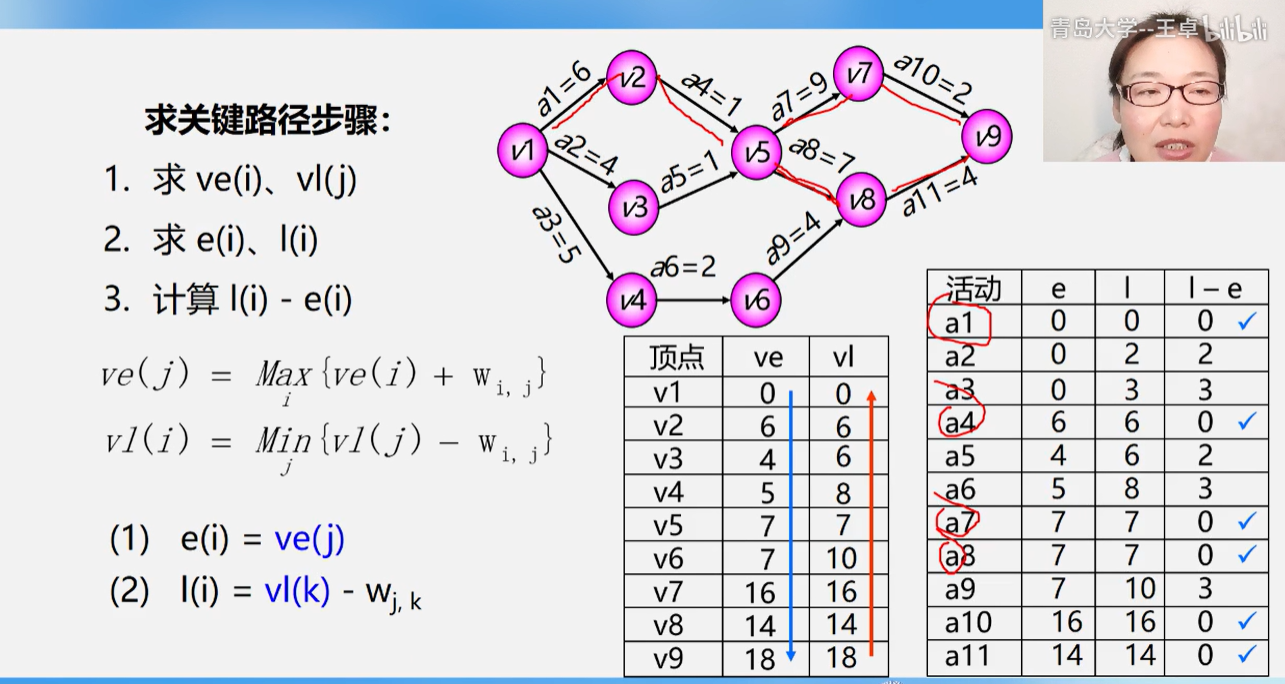 青岛大学--王卓 bilibili
求关键路径步骤：
1. 求 ve(i)、vl(j)
2. 求 e(i)、l(i)
3. 计算 l(i) - e(i)
ve(j) = Max{ve(i) + w i, j}
i
vl(i) = Min{vl(j) − w i, j}
j
(1) e(i) = ve(j)
(2) l(i) = vl(k) - wj, k
v1
v2
v3
v4
v5
v6
v7
v8
v9
a1=6
a2=4
a3=5
a4=1
a5=1
a6=2
a7=9
a8=7
a9=4
a10=2
a11=4
顶点 ve vl
v1 0 0
v2 6 6
v3 4 6
v4 5 8
v5 7 7
v6 7 10
v7 16 16
v8 14 14
v9 18 18
活动 e l l – e
a1 0 0 0 ✓
a2 0 2 2
a3 0 3 3
a4 6 6 0 ✓
a5 4 6 2
a6 5 8 3
a7 7 7 0 ✓
a8 7 7 0 ✓
a9 7 10 3
a10 16 16 0 ✓
a11 14 14 0 ✓